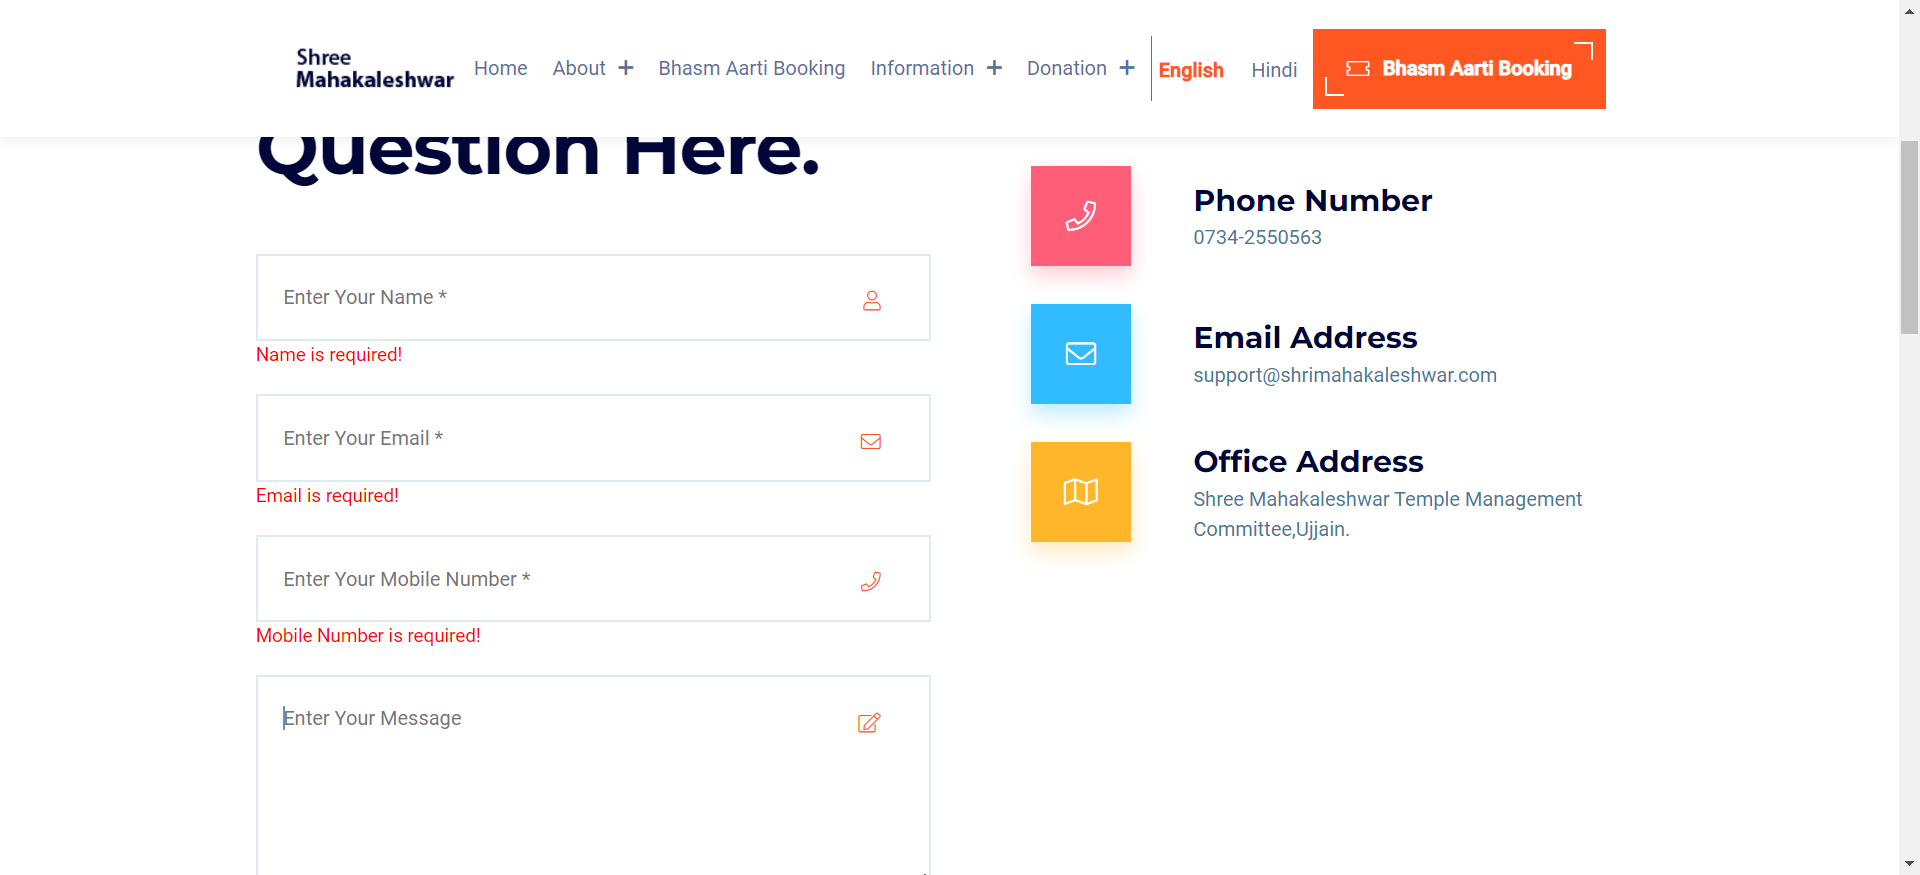 Shree
Mahakaleshwar
Home
About
Bhasm Aarti Booking
Information
Donation
English
Hindi
Bhasm Aarti Booking
Question Here.
Enter Your Name *
Name is required!
Enter Your Email *
Email is required!
Enter Your Mobile Number *
Mobile Number is required!
Enter Your Message
Phone Number
0734-2550563
Email Address
support@shrimahakaleshwar.com
Office Address
Shree Mahakaleshwar Temple Management
Committee,Ujjain.